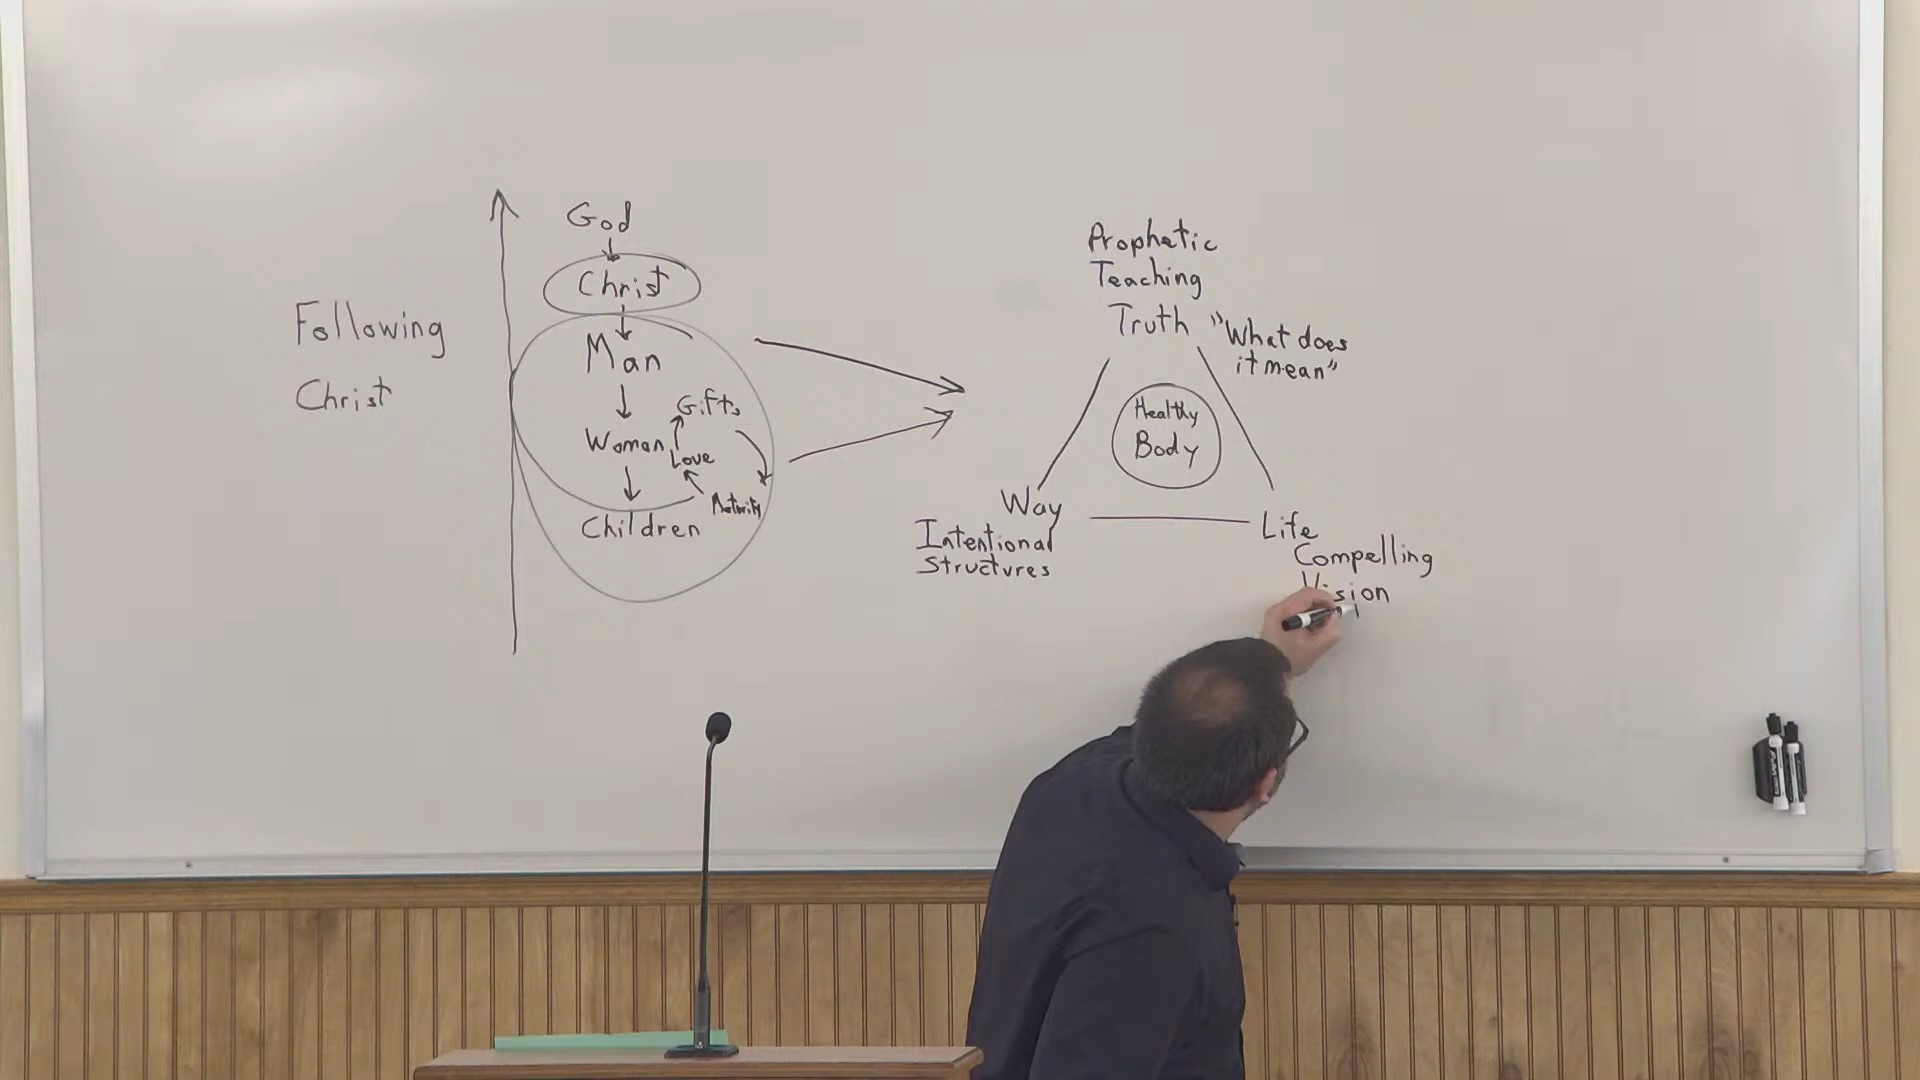 Following
Christ
God
Christ
Man
Gifts
Woman
Love
Maturity
Children
Prophetic
Teaching
Truth
"What does
it mean"
Healthy
Body
Way
Intentional
Structures
Life
Compelling
Vision